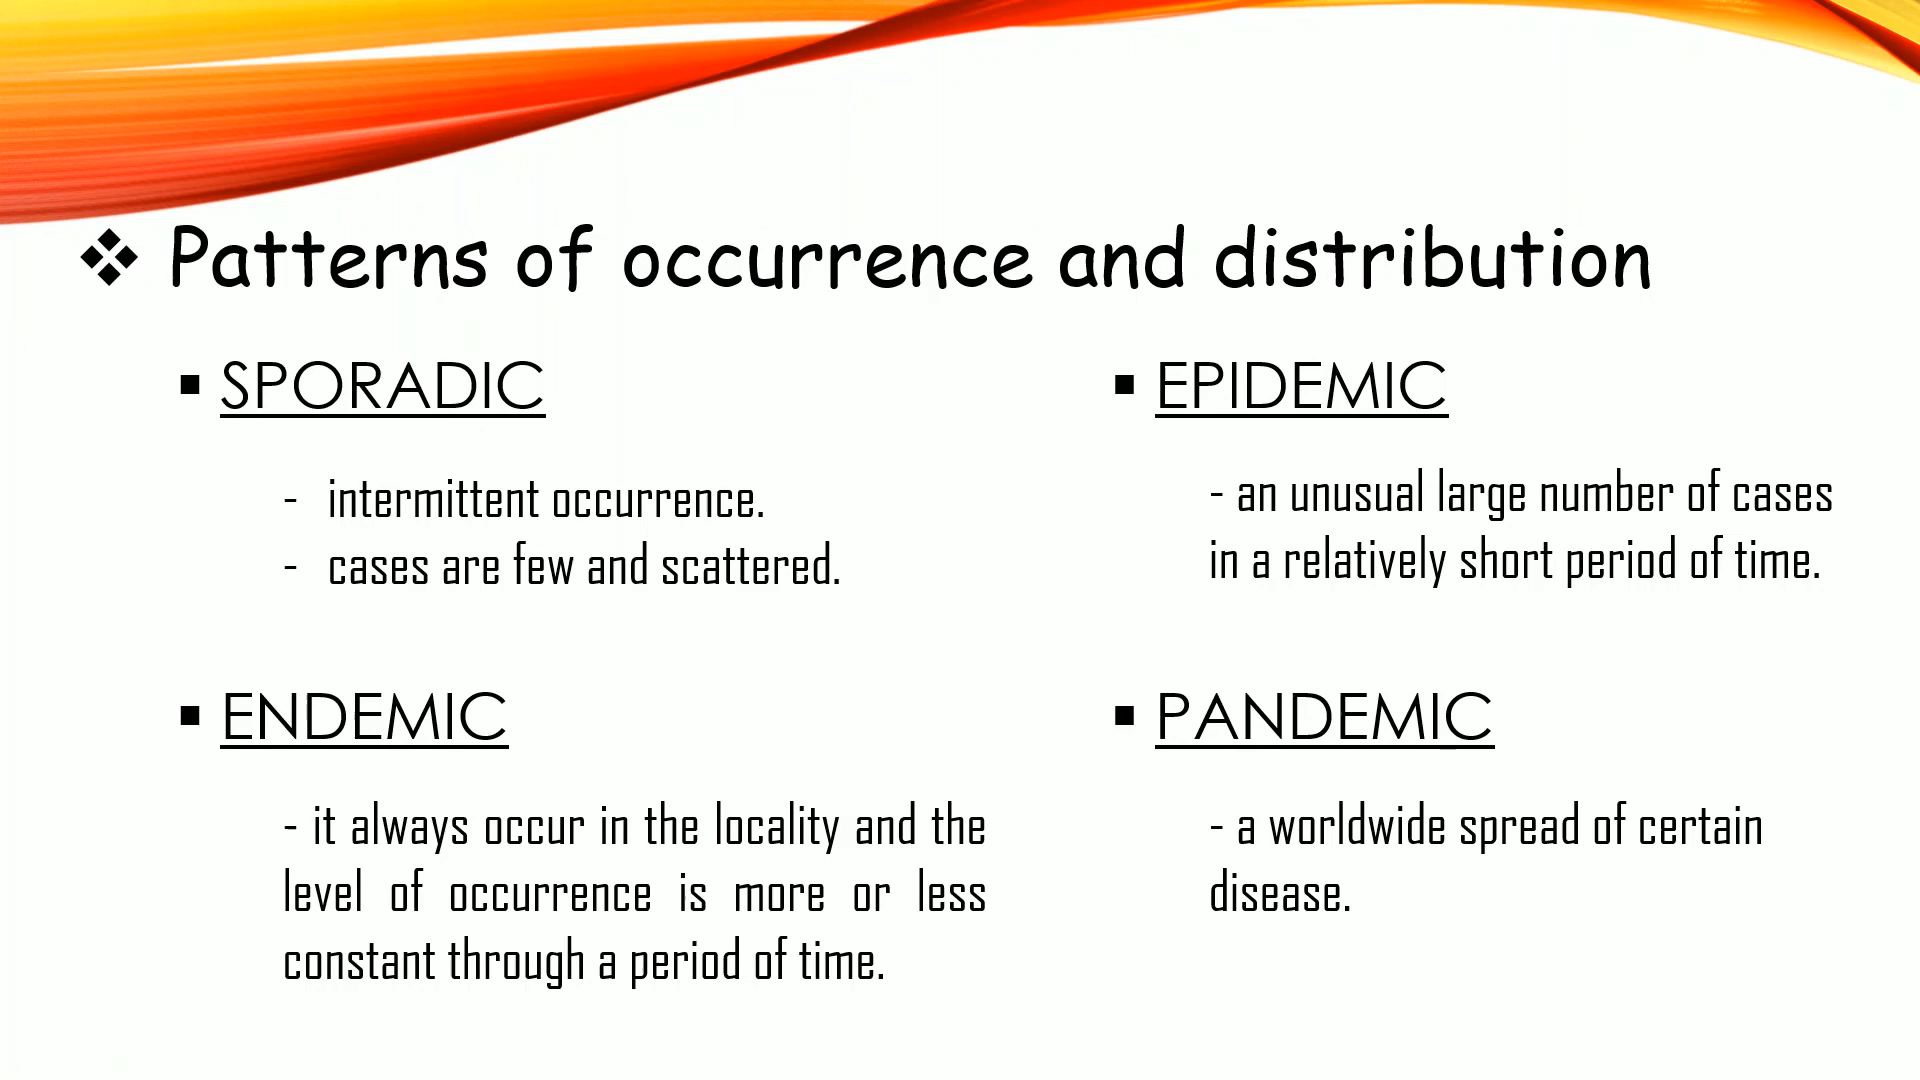 ❖ Patterns of occurrence and distribution
▪ SPORADIC
- intermittent occurrence.
- cases are few and scattered.
▪ ENDEMIC
- it always occur in the locality and the
level of occurrence is more or less
constant through a period of time.
▪ EPIDEMIC
- an unusual large number of cases
in a relatively short period of time.
▪ PANDEMIC
- a worldwide spread of certain
disease.